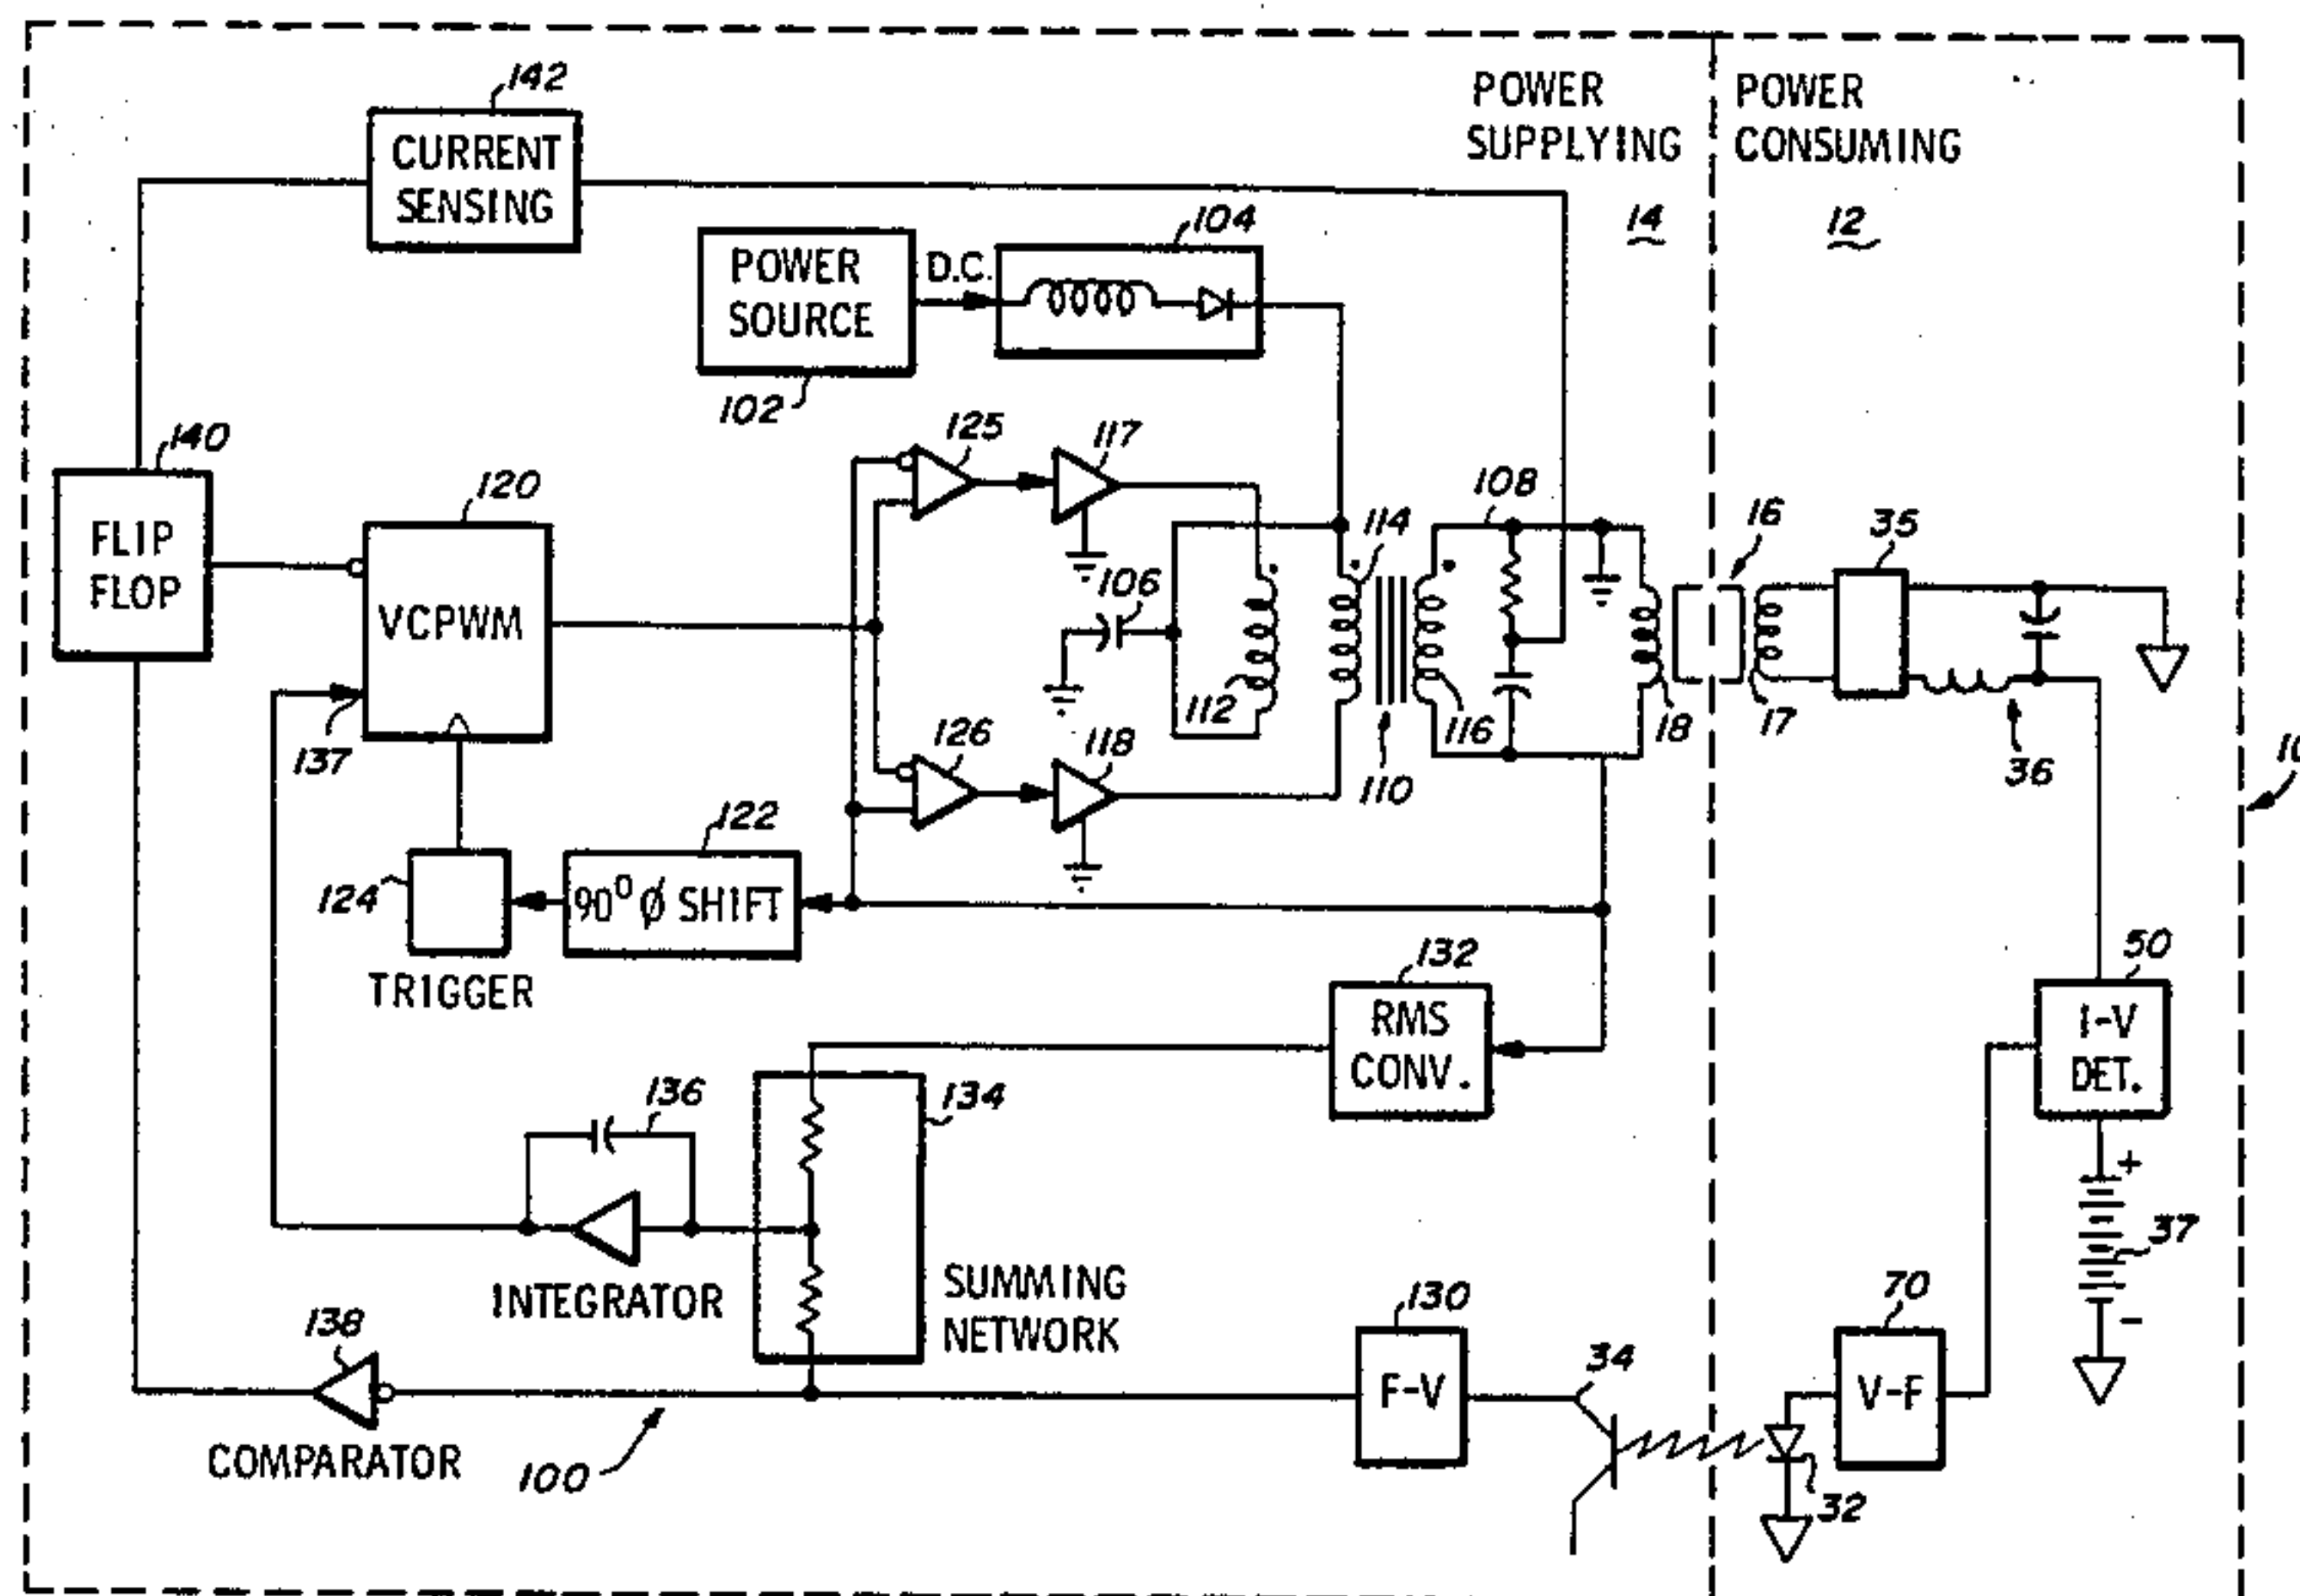 142
CURRENT
SENSING
POWER
SUPPLYING
14
POWER
CONSUMING
12
104
POWER
SOURCE
D.C.
102
140
FLIP
FLOP
120
VCPWM
137
125
117
106
112
114
108
116
110
18
16
17
35
36
126
118
122
90° ϕ SHIFT
124
TRIGGER
132
RMS
CONV.
50
I-V
DET.
136
134
INTEGRATOR
SUMMING
NETWORK
+
37
-
138
COMPARATOR
100
130
F-V
34
70
V-F
32